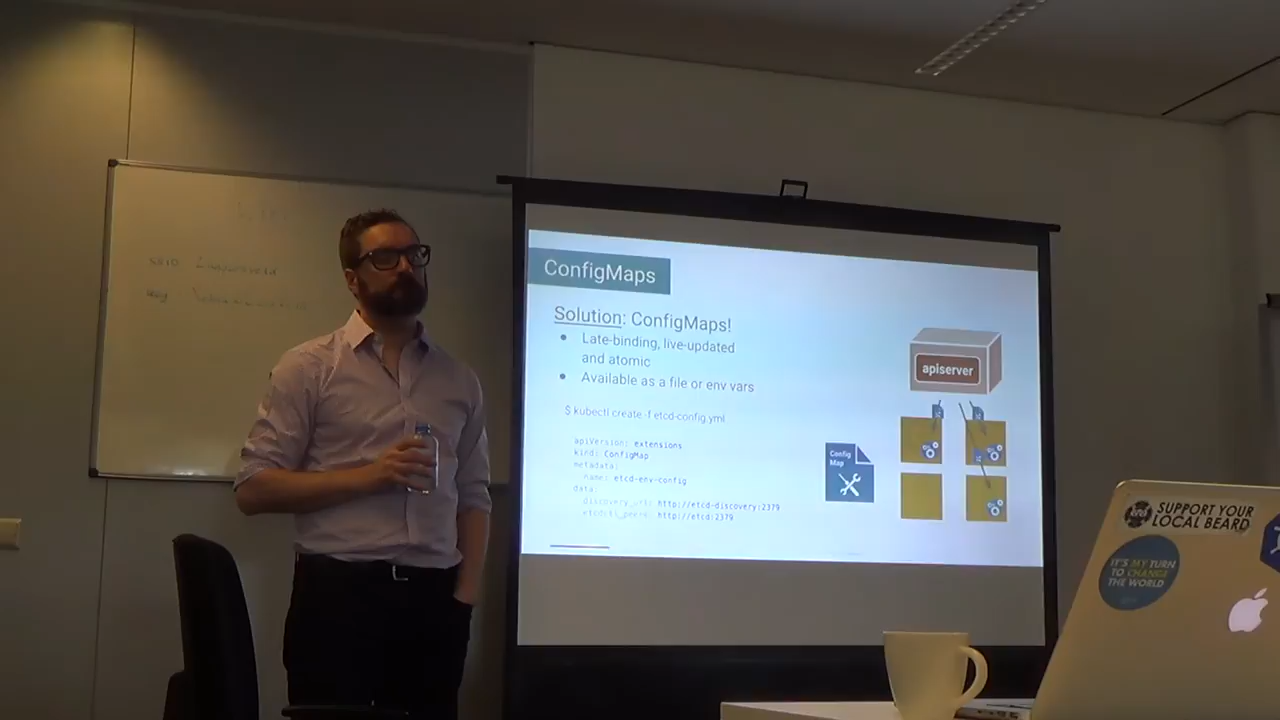 ConfigMaps
Solution: ConfigMaps!
Late-binding, live-updated
and atomic
Available as a file or env vars
$ kubectl create -f etcd-config.yml
apiVersion: extensions
kind: ConfigMap
metadata:
name: etcd-env-config
data:
discovery_url: http://etcd-discovery:2379
etcdctl_peers: http://etcd:2379
Config
Map
apiserver
SSID
key
SUPPORT YOUR
LOCAL BEARD
IT'S MY TURN
TO CHANGE
THE WORLD